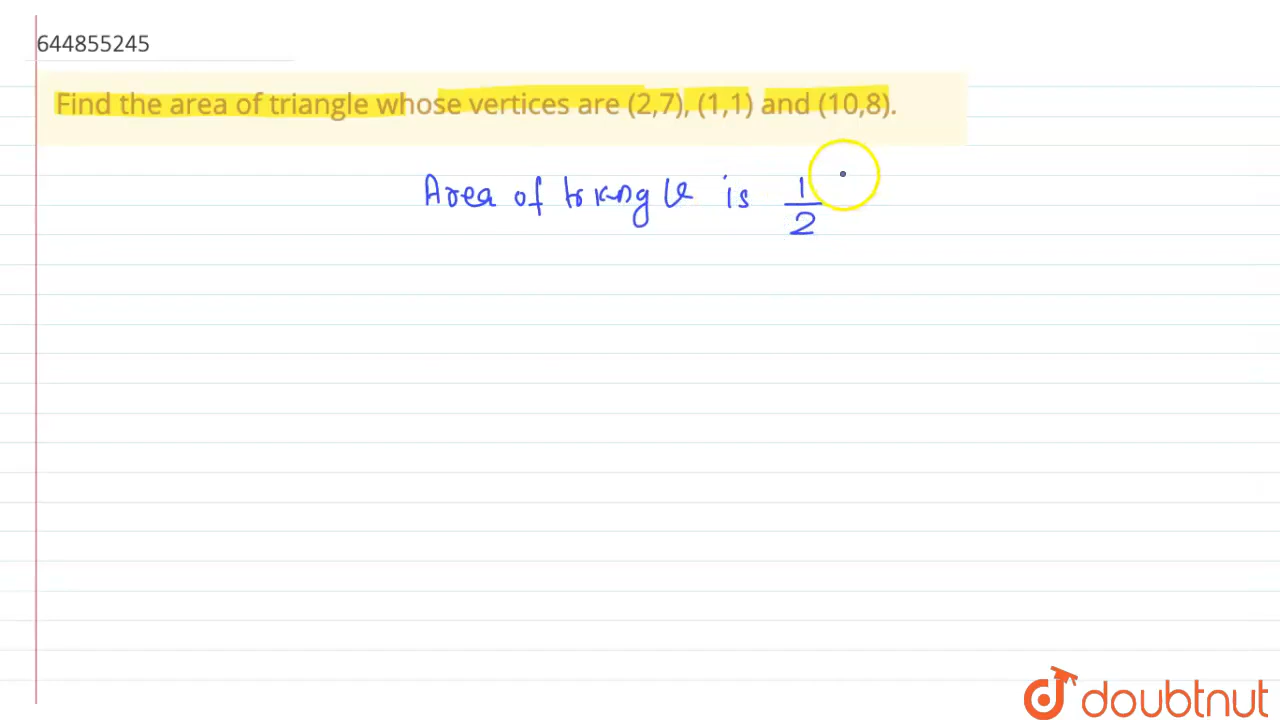 644855245
Find the area of triangle whose vertices are (2,7), (1,1) and (10,8).
Area of triangle is 1/2
doubtnut